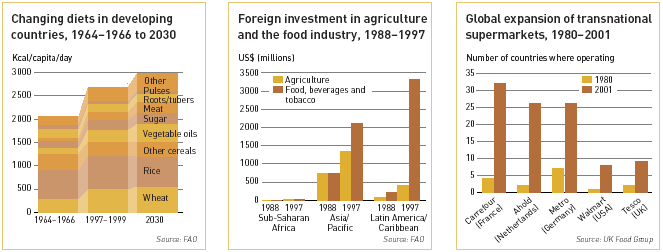 Changing diets in developing
countries, 1964–1966 to 2030
Kcal/capita/day
3000
2500
2000
1500
1000
500
0
Other
Pulses
Roots/tubers
Meat
Sugar
Vegetable oils
Other cereals
Rice
Wheat
1964–1966 1997–1999 2030
Source: FAO
Foreign investment in agriculture
and the food industry, 1988–1997
US$ (millions)
3500
3000
2500
2000
1500
1000
500
0
Agriculture
Food, beverages and
tobacco
1988 1997 1988 1997 1988 1997
Sub-Saharan Asia/ Latin America/
Africa Pacific Caribbean
Source: FAO
Global expansion of transnational
supermarkets, 1980–2001
Number of countries where operating
35
30
25
20
15
10
5
0
1980
2001
Carrefour
(France)
Ahold
(Netherlands)
Metro
(Germany)
Walmart
(USA)
Tesco
(UK)
Source: UK Food Group